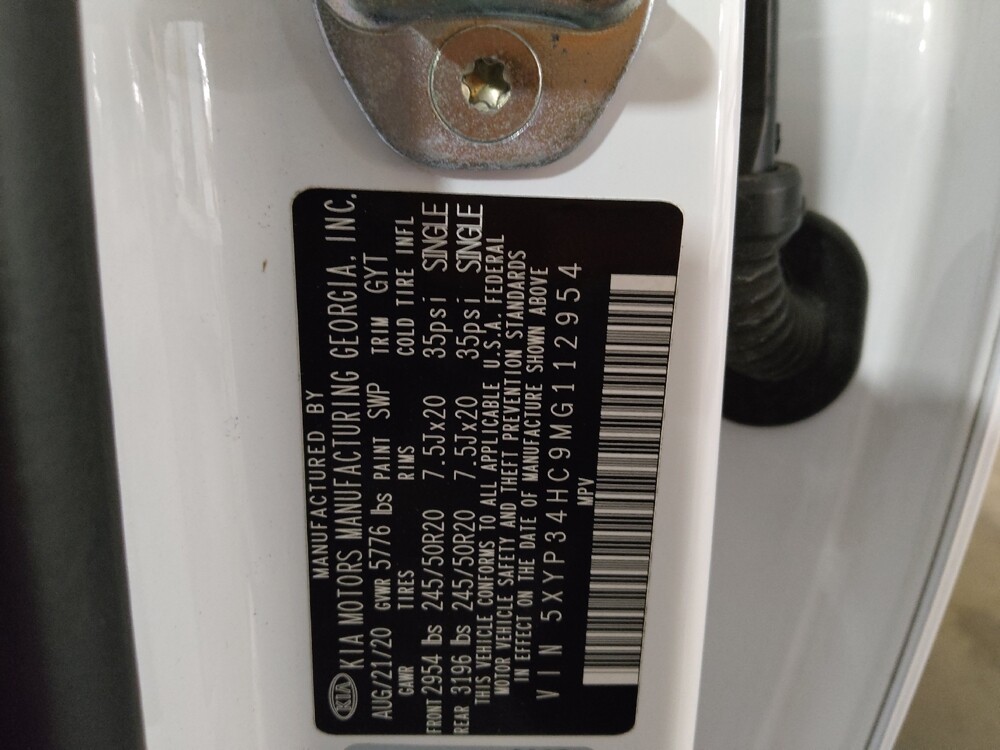 MANUFACTURED BY
KIA KIA MOTORS MANUFACTURING GEORGIA, INC.
AUG/21/20 GVWR 5776 lbs PAINT SWP TRIM GYT
GAWR TIRES RIMS COLD TIRE INFL
FRONT 2954 lbs 245/50R20 7.5Jx20 35psi SINGLE
REAR 3196 lbs 245/50R20 7.5Jx20 35psi SINGLE
THIS VEHICLE CONFORMS TO ALL APPLICABLE U.S.A. FEDERAL
MOTOR VEHICLE SAFETY AND THEFT PREVENTION STANDARDS
IN EFFECT ON THE DATE OF MANUFACTURE SHOWN ABOVE
VIN 5XYP34HC9MG112954
MPV